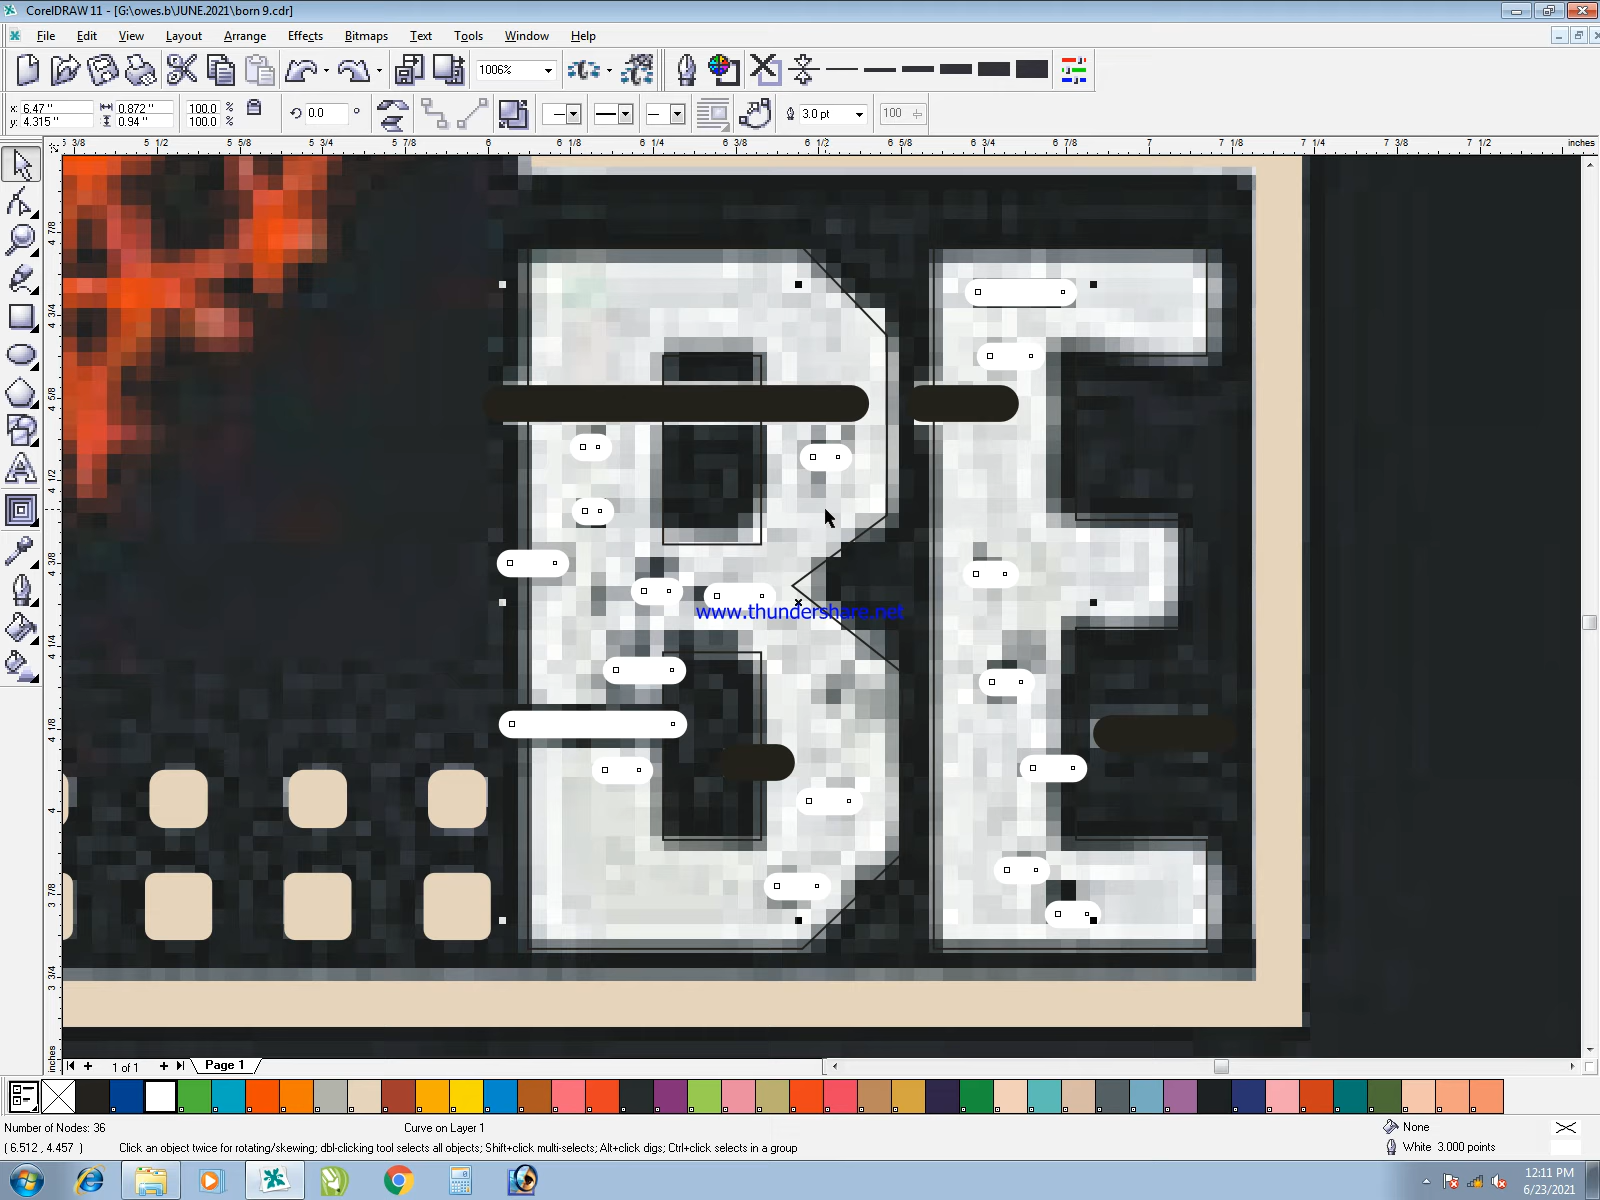 CorelDRAW 11 - [G:\owes.b\JUNE.2021\born 9.cdr]
File Edit View Layout Arrange Effects Bitmaps Text Tools Window Help
1006%
x: 6.47 " 0.872 " 100.0 % 0.0 ° 3.0 pt 100
y: 4.315 " 0.94 " 100.0 %
5 3/8 5 1/2 5 5/8 5 3/4 5 7/8 6 6 1/8 6 1/4 6 3/8 6 1/2 6 5/8 6 3/4 6 7/8 7 7 1/8 7 1/4 7 3/8 7 1/2 inches
4 7/8
4 3/4
4 5/8
4 1/2
4 3/8
4 1/4
4 1/8
4
3 7/8
3 3/4
inches
BE
www.thundershare.net
1 of 1 Page 1
Number of Nodes: 36 Curve on Layer 1 None
( 6.512 , 4.457 ) Click an object twice for rotating/skewing; dbl-clicking tool selects all objects; Shift+click multi-selects; Alt+click digs; Ctrl+click selects in a group White 3.000 points
12:11 PM
6/23/2021